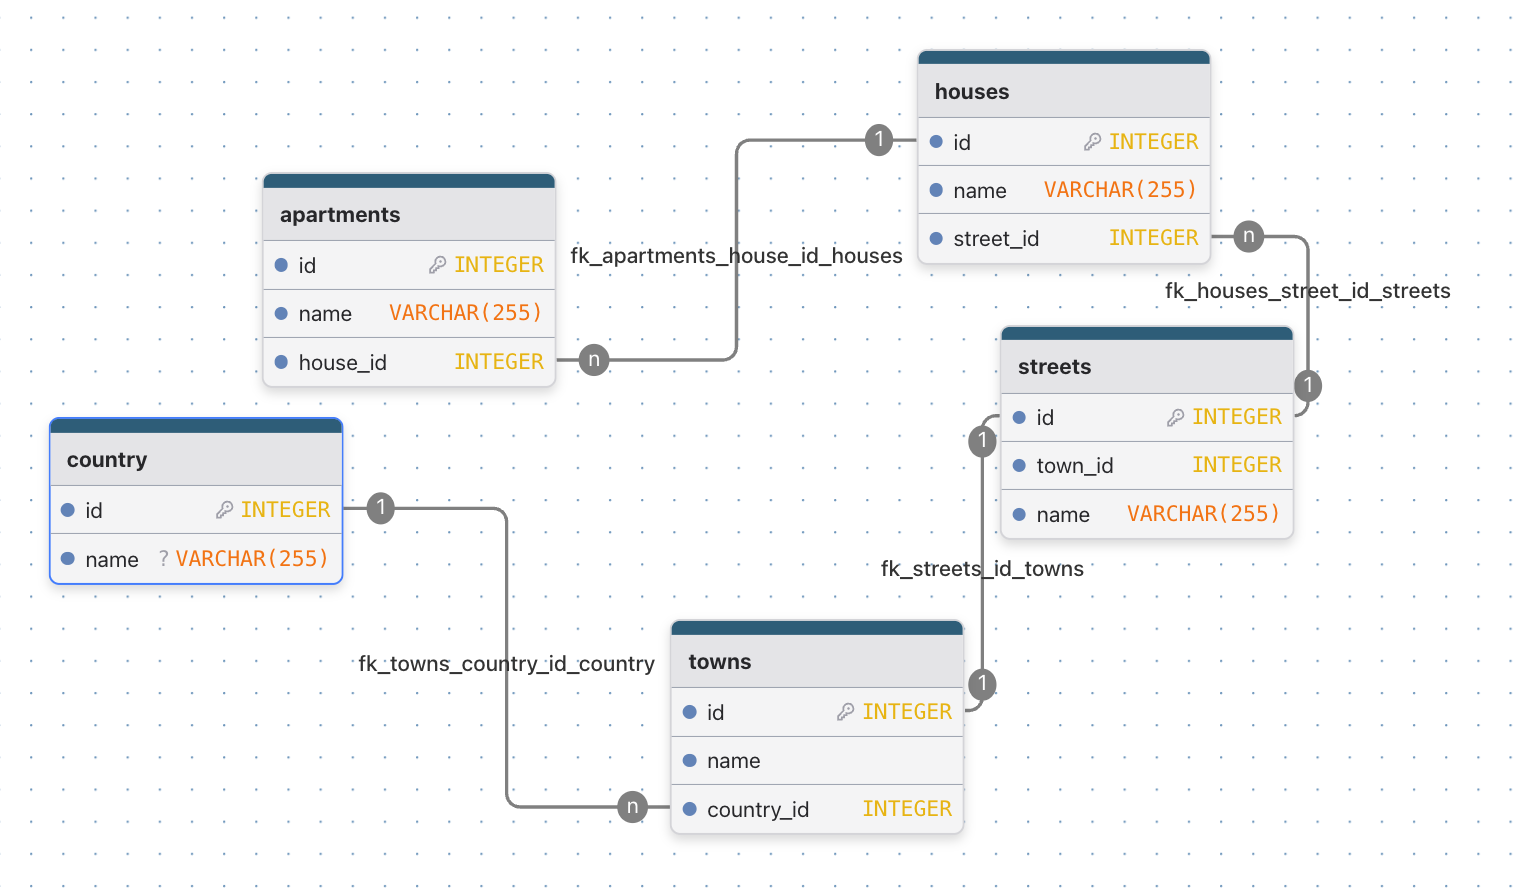 houses
id INTEGER
name VARCHAR(255)
street_id INTEGER
n
1
apartments
id INTEGER
name VARCHAR(255)
house_id INTEGER
n
fk_apartments_house_id_houses
fk_houses_street_id_streets
1
streets
id INTEGER
town_id INTEGER
name VARCHAR(255)
1
country
id INTEGER
name ? VARCHAR(255)
1
fk_streets_id_towns
fk_towns_country_id_country
towns
id INTEGER
name
country_id INTEGER
1
n